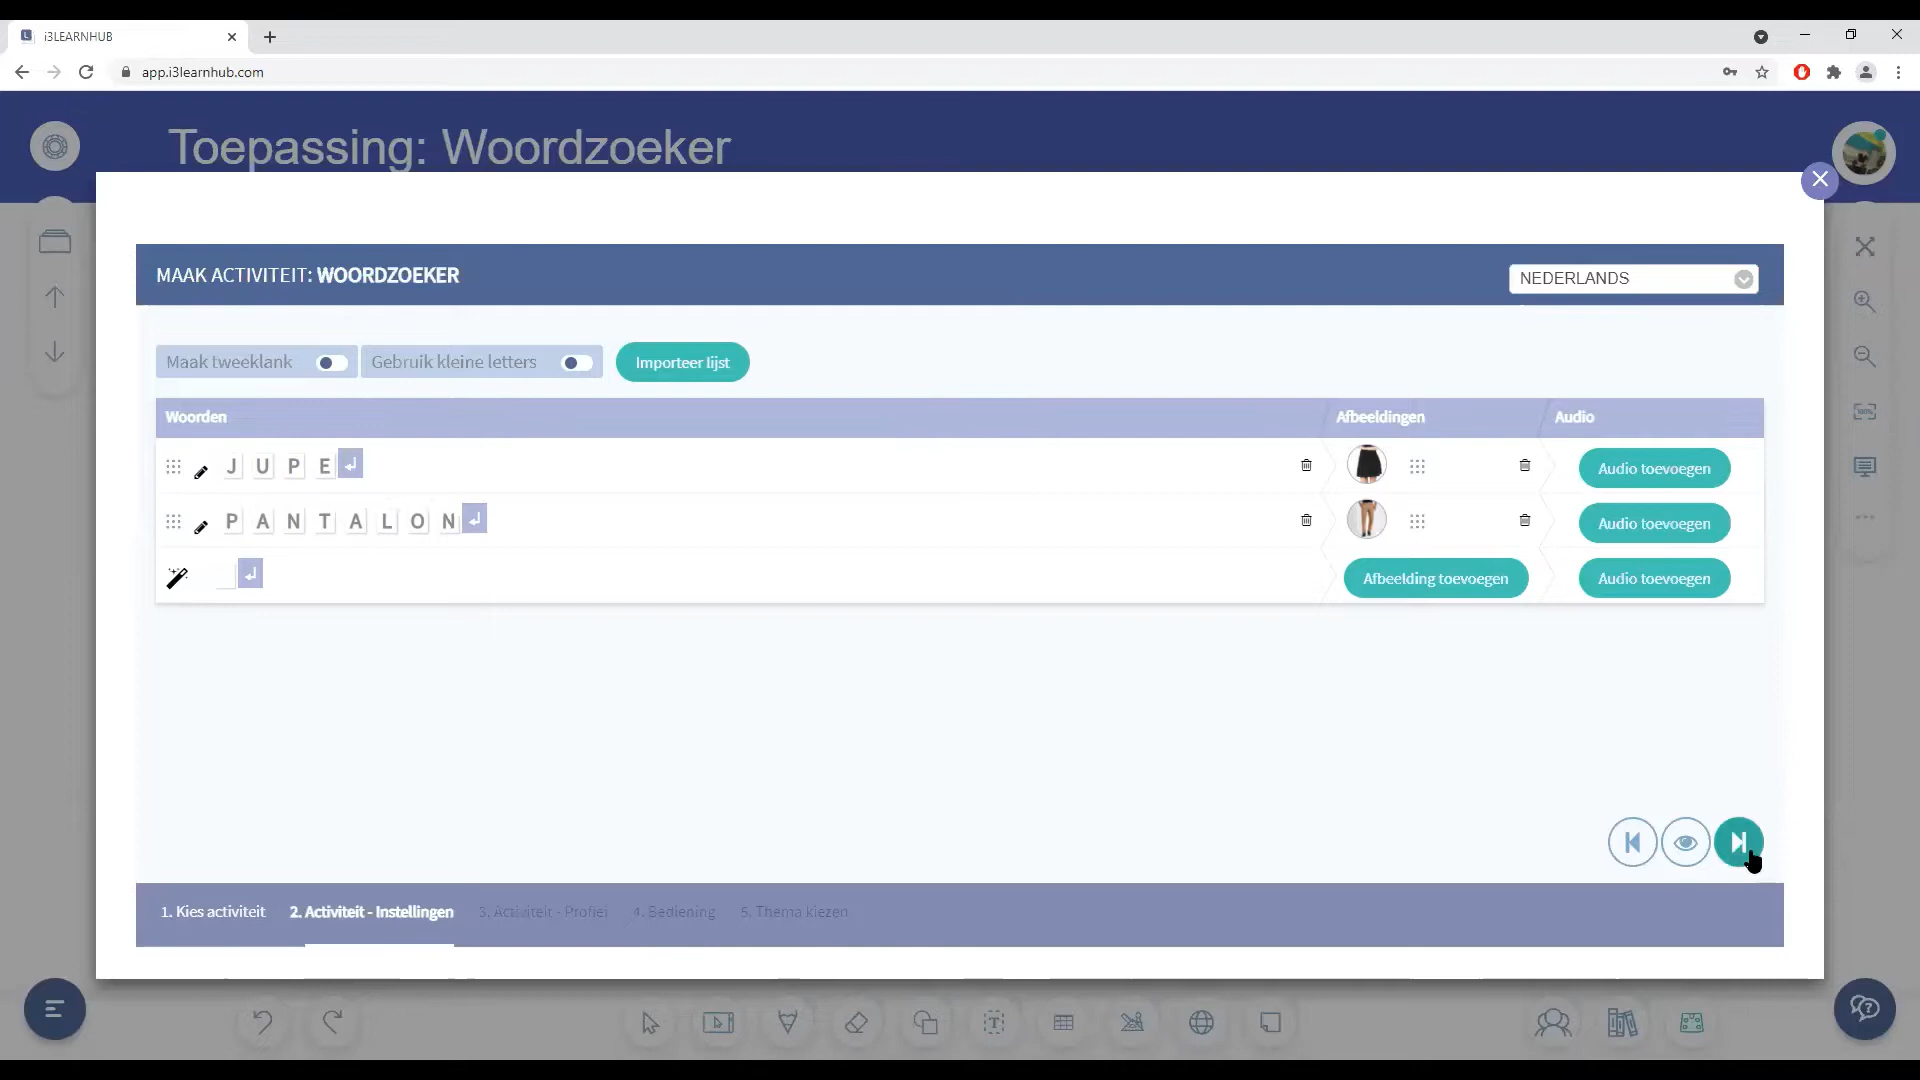 i3LEARNHUB
app.i3learnhub.com
Toepassing: Woordzoeker
MAAK ACTIVITEIT: WOORDZOEKER
NEDERLANDS
Maak tweeklank
Gebruik kleine letters
Importeer lijst
Woorden
Afbeeldingen
Audio
J U P E
Audio toevoegen
P A N T A L O N
Audio toevoegen
Afbeelding toevoegen
Audio toevoegen
1. Kies activiteit
2. Activiteit - Instellingen
3. Activiteit - Profiel
4. Bediening
5. Thema kiezen